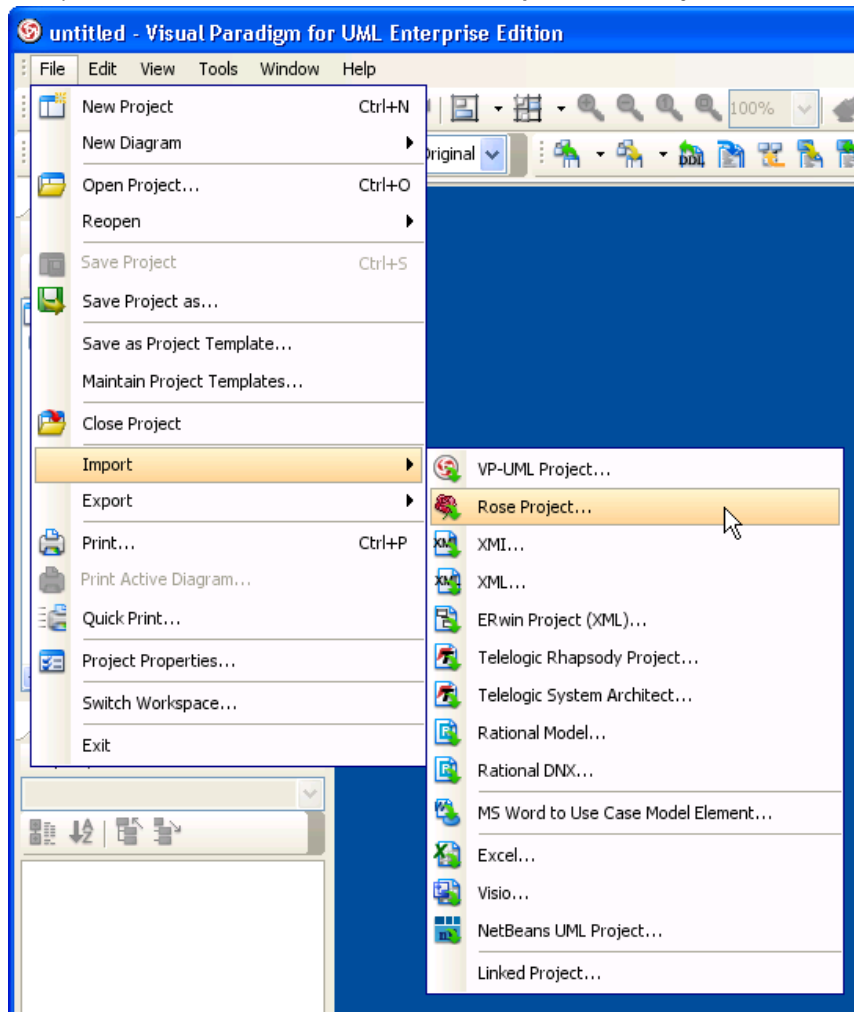 untitled - Visual Paradigm for UML Enterprise Edition
File Edit View Tools Window Help
New Project Ctrl+N
100%
New Diagram
Original
DDL
Open Project... Ctrl+O
Reopen
Save Project Ctrl+S
Save Project as...
Save as Project Template...
Maintain Project Templates...
Close Project
Import
Export
Print... Ctrl+P
Print Active Diagram...
Quick Print...
Project Properties...
Switch Workspace...
Exit
VP-UML Project...
Rose Project...
XMI...
XML...
ERwin Project (XML)...
Telelogic Rhapsody Project...
Telelogic System Architect...
Rational Model...
Rational DNX...
MS Word to Use Case Model Element...
Excel...
Visio...
NetBeans UML Project...
Linked Project...